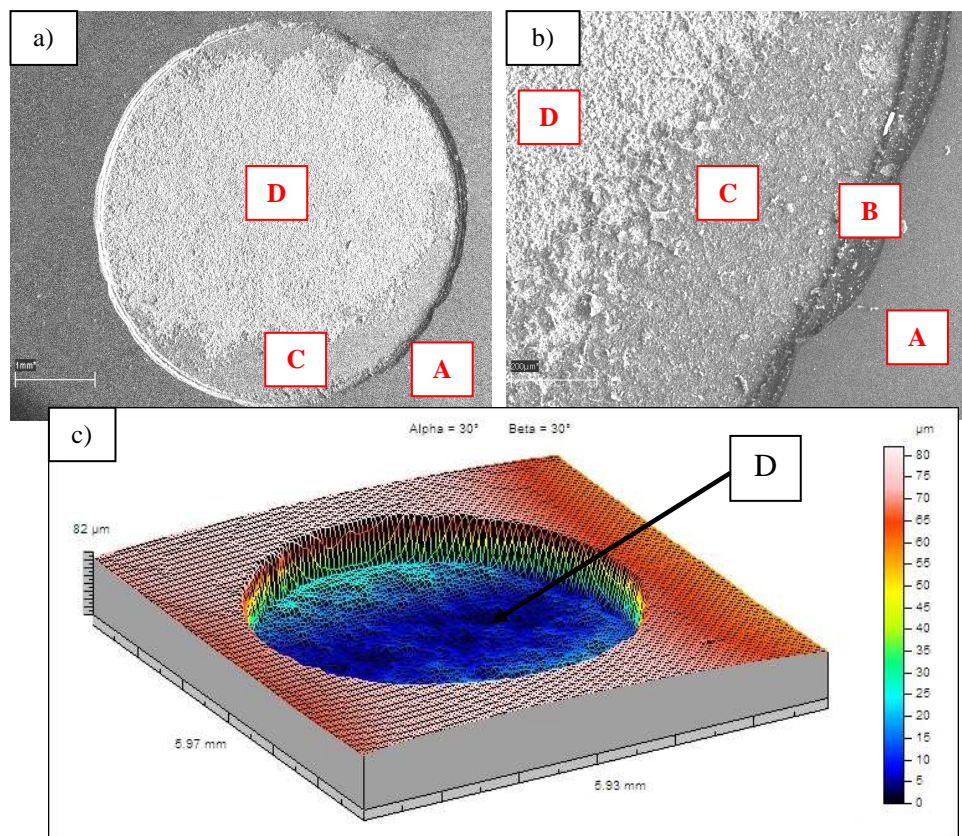 a)
D
C
A
1mm*
b)
D
C
B
A
200µm*
c)
Alpha = 30° Beta = 30°
D
82 µm
5.97 mm
5.93 mm
µm
80
75
70
65
60
55
50
45
40
35
30
25
20
15
10
5
0